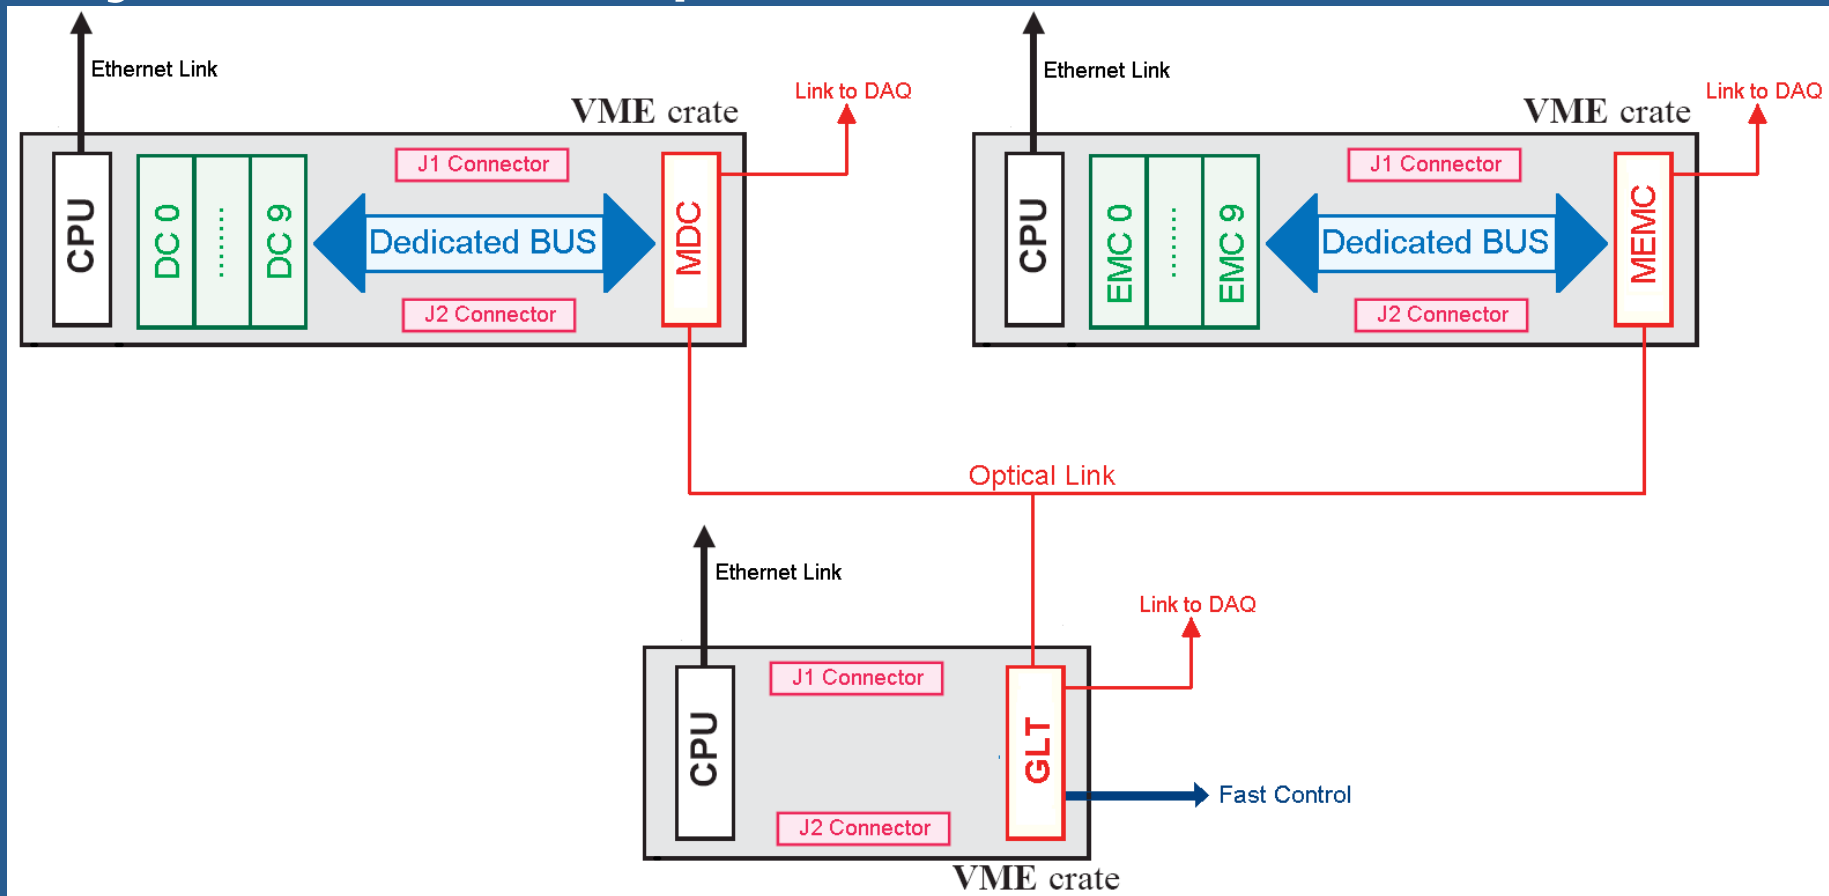 Ethernet Link
Link to DAQ
VME crate
CPU
DC 0
.......
DC 9
J1 Connector
Dedicated BUS
J2 Connector
MDC
Ethernet Link
Link to DAQ
VME crate
CPU
EMC 0
.......
EMC 9
J1 Connector
Dedicated BUS
J2 Connector
MEMC
Optical Link
Ethernet Link
Link to DAQ
CPU
J1 Connector
J2 Connector
GLT
Fast Control
VME crate